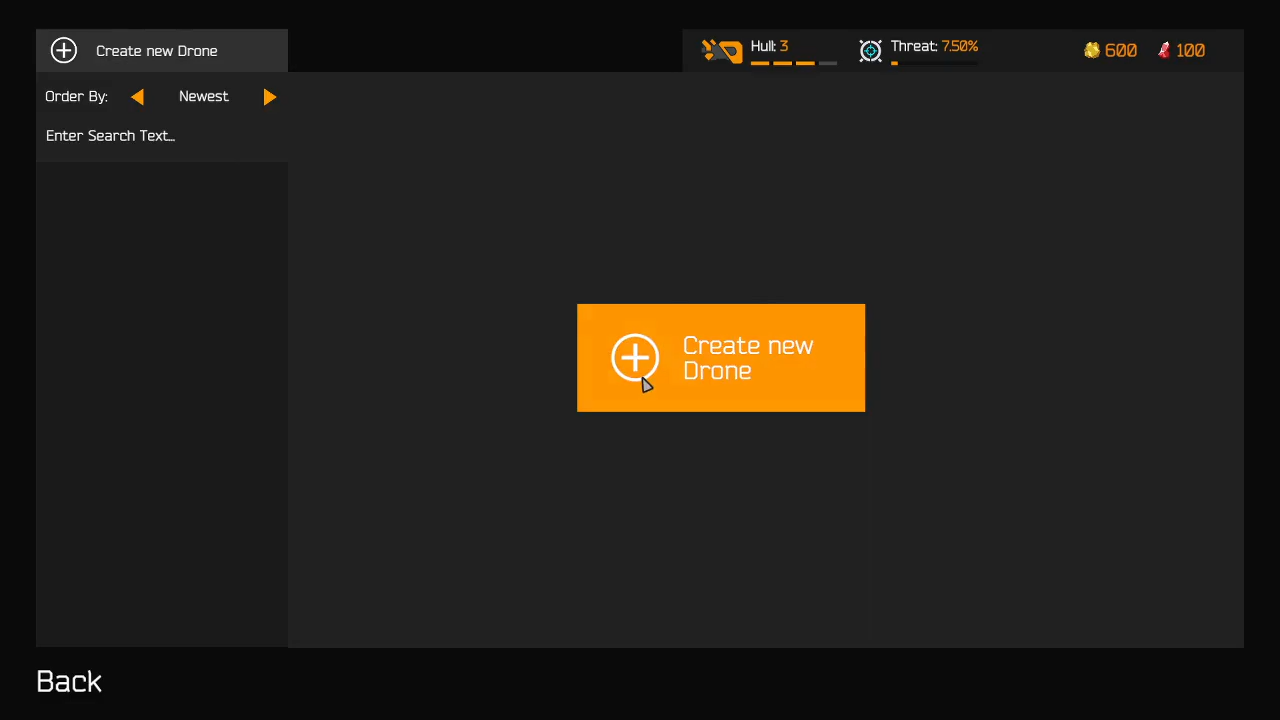 Create new Drone
Hull: 3
Threat: 7.50%
600
100
Order By:
Newest
Enter Search Text...
Create new
Drone
Back